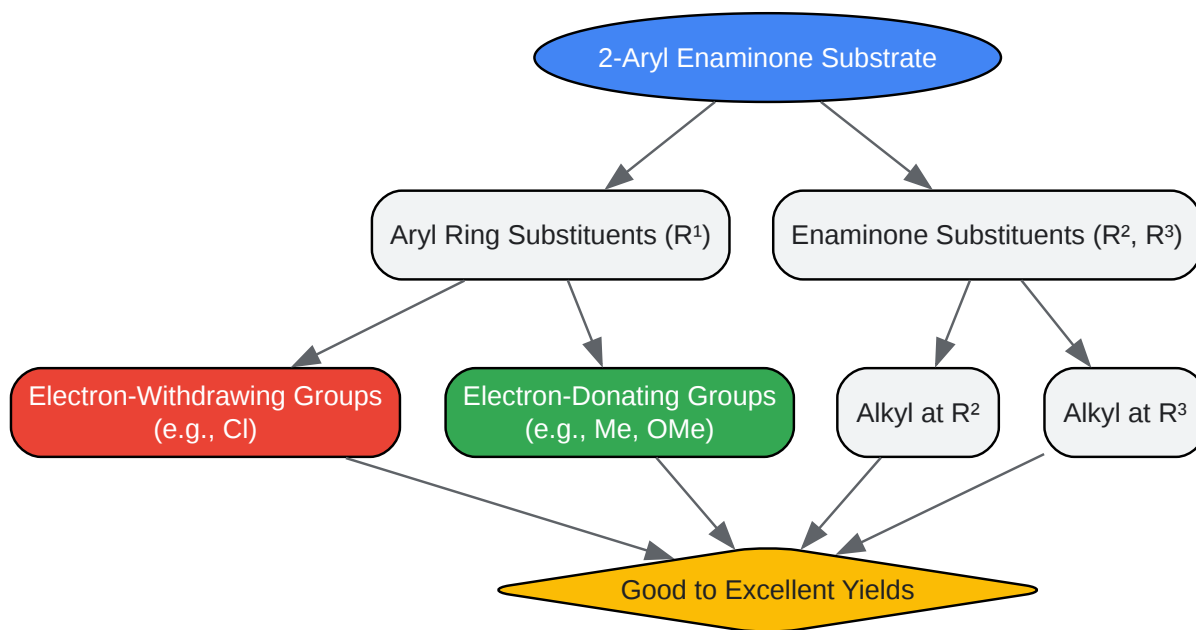 2-Aryl Enaminone Substrate
Aryl Ring Substituents (R¹)
Enaminone Substituents (R², R³)
Electron-Withdrawing Groups
(e.g., Cl)
Electron-Donating Groups
(e.g., Me, OMe)
Alkyl at R²
Alkyl at R³
Good to Excellent Yields